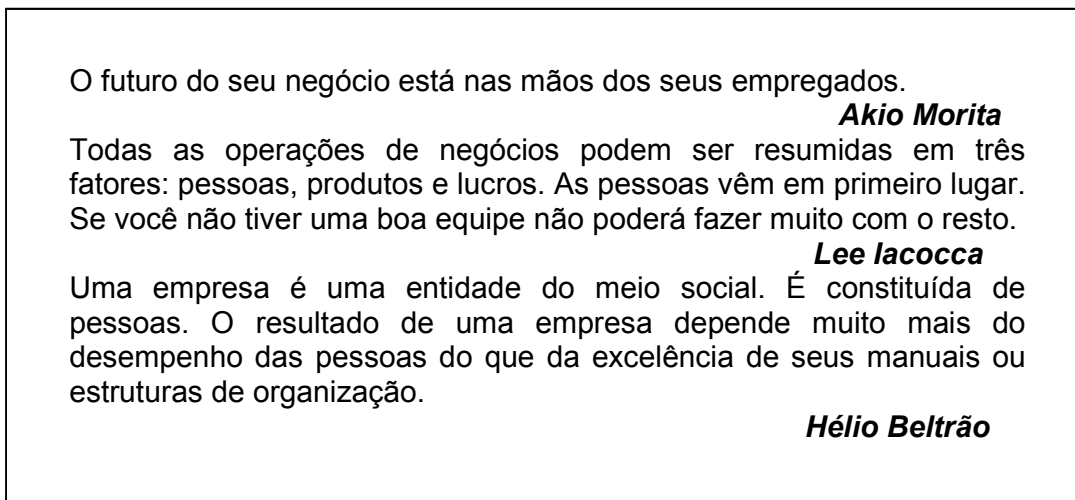 O futuro do seu negócio está nas mãos dos seus empregados.
Akio Morita
Todas as operações de negócios podem ser resumidas em três
fatores: pessoas, produtos e lucros. As pessoas vêm em primeiro lugar.
Se você não tiver uma boa equipe não poderá fazer muito com o resto.
Lee Iacocca
Uma empresa é uma entidade do meio social. É constituída de
pessoas. O resultado de uma empresa depende muito mais do
desempenho das pessoas do que da excelência de seus manuais ou
estruturas de organização.
Hélio Beltrão